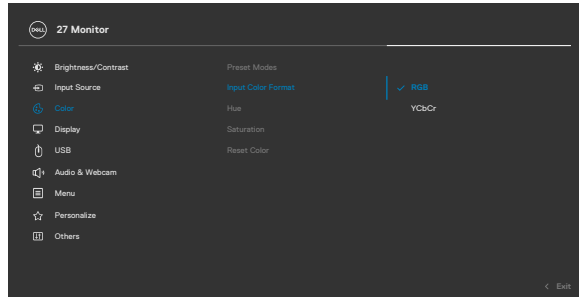 DELL 27 Monitor
Brightness/Contrast Preset Modes
Input Source Input Color Format RGB
Color Hue YCbCr
Display Saturation
USB Reset Color
Audio & Webcam
Menu
Personalize
Others
< Exit